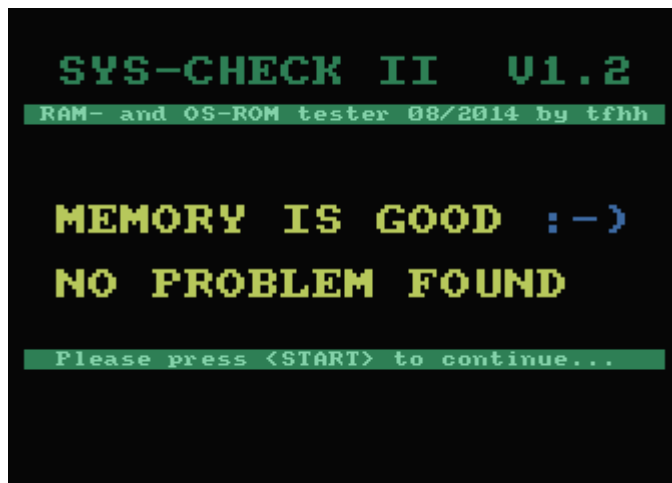 SYS-CHECK II V1.2
RAM- and OS-ROM tester 08/2014 by tfhh
MEMORY IS GOOD :-)
NO PROBLEM FOUND
Please press <START> to continue...